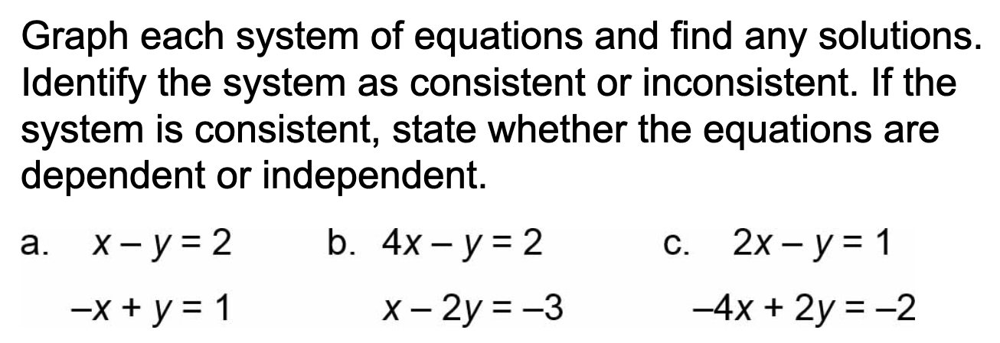 Graph each system of equations and find any solutions.
Identify the system as consistent or inconsistent. If the
system is consistent, state whether the equations are
dependent or independent.
a. x – y = 2 b. 4x – y = 2 c. 2x – y = 1
–x + y = 1 x – 2y = –3 –4x + 2y = –2